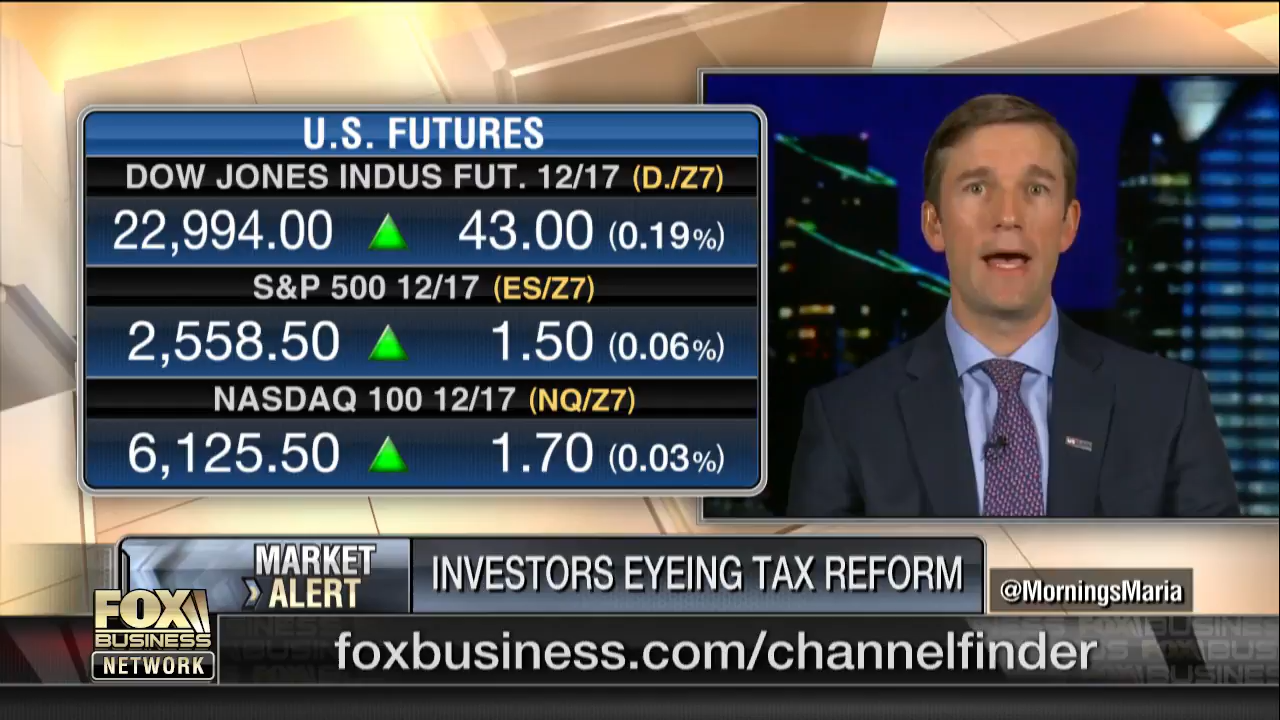 U.S. FUTURES
DOW JONES INDUS FUT. 12/17 (D./Z7)
22,994.00 43.00 (0.19%)
S&P 500 12/17 (ES/Z7)
2,558.50 1.50 (0.06%)
NASDAQ 100 12/17 (NQ/Z7)
6,125.50 1.70 (0.03%)
MARKET
ALERT
INVESTORS EYEING TAX REFORM
@MorningsMaria
FOX
BUSINESS
NETWORK
foxbusiness.com/channelfinder